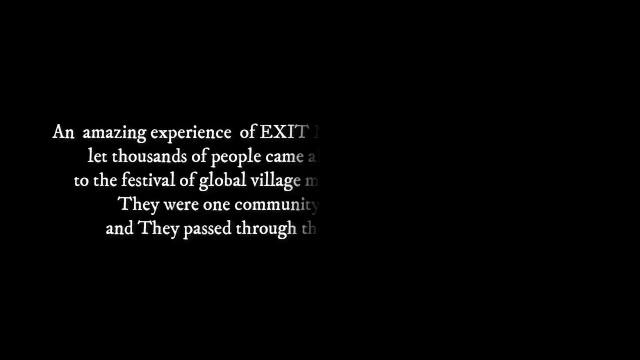 An amazing experience of EXIT
let thousands of people came
to the festival of global village
They were one community
and They passed through